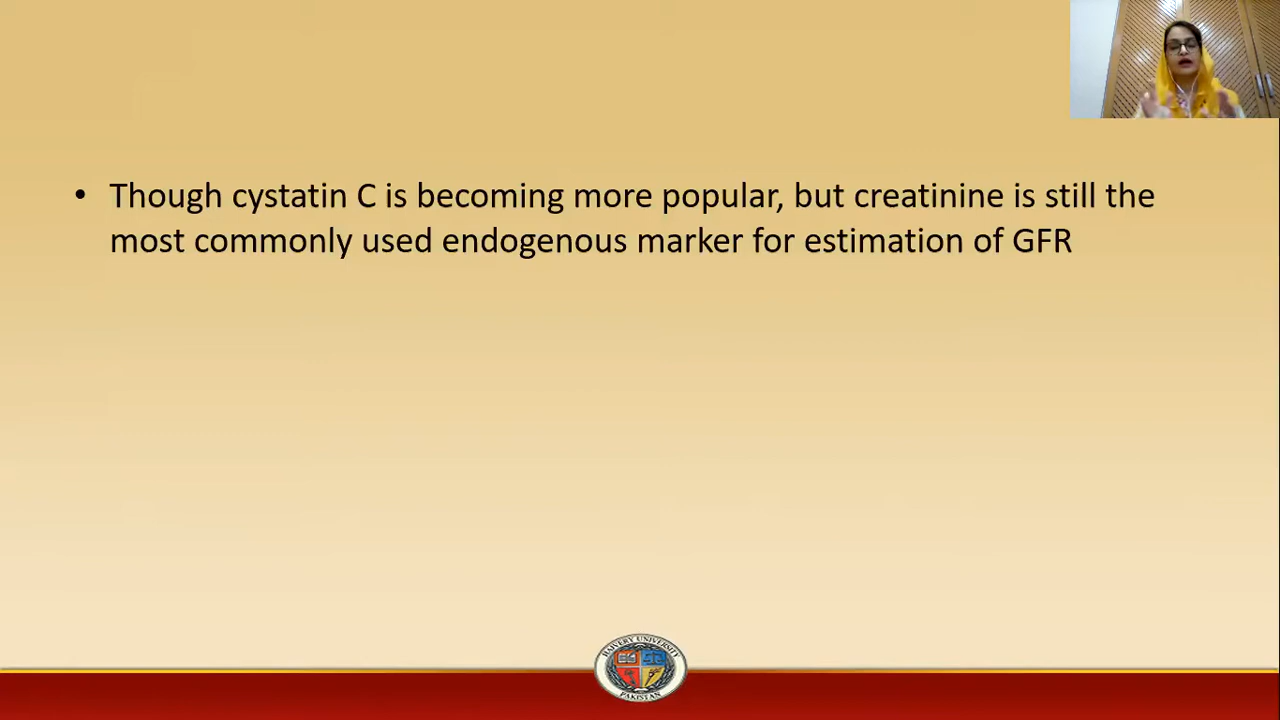 • Though cystatin C is becoming more popular, but creatinine is still the
most commonly used endogenous marker for estimation of GFR
PAKISTAN